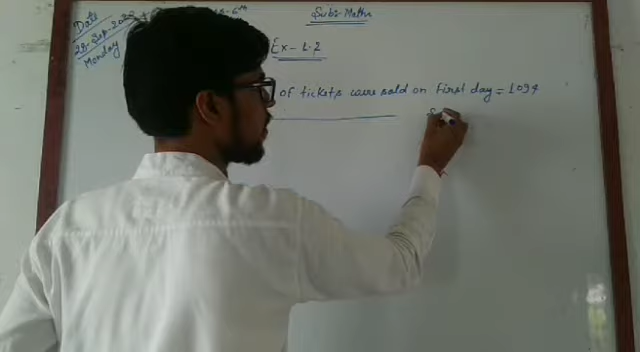 Date
Sub:- Maths
Monday
Ex - 1.2
of tickets were sold on first day = 1094